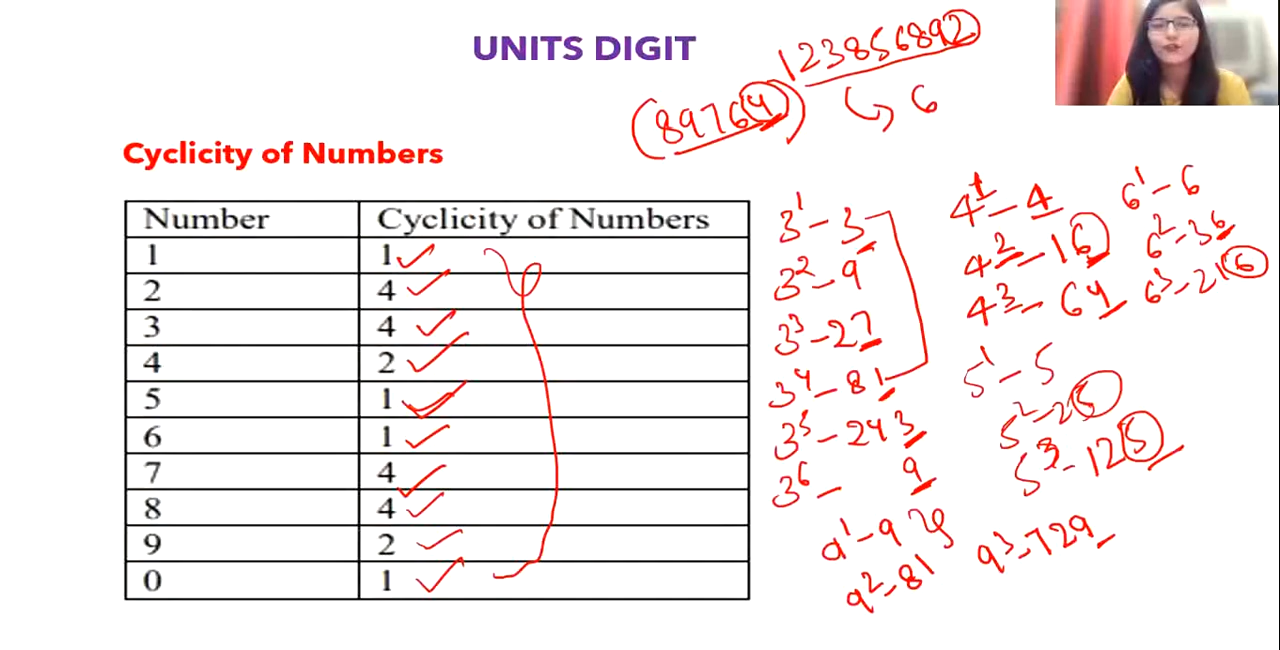 UNITS DIGIT
(89764)^123856892
↳ 6
Cyclicity of Numbers
Number Cyclicity of Numbers
1 1
2 4
3 4
4 2
5 1
6 1
7 4
8 4
9 2
0 1
3^1 - 3
3^2 - 9
3^3 - 27
3^4 - 81
3^5 - 243
3^6 - 9
4^1 - 4
4^2 - 16
4^3 - 64
6^1 - 6
6^2 - 36
6^3 - 216
5^1 - 5
5^2 - 25
5^3 - 125
9^1 - 9
9^2 - 81
9^3 - 729